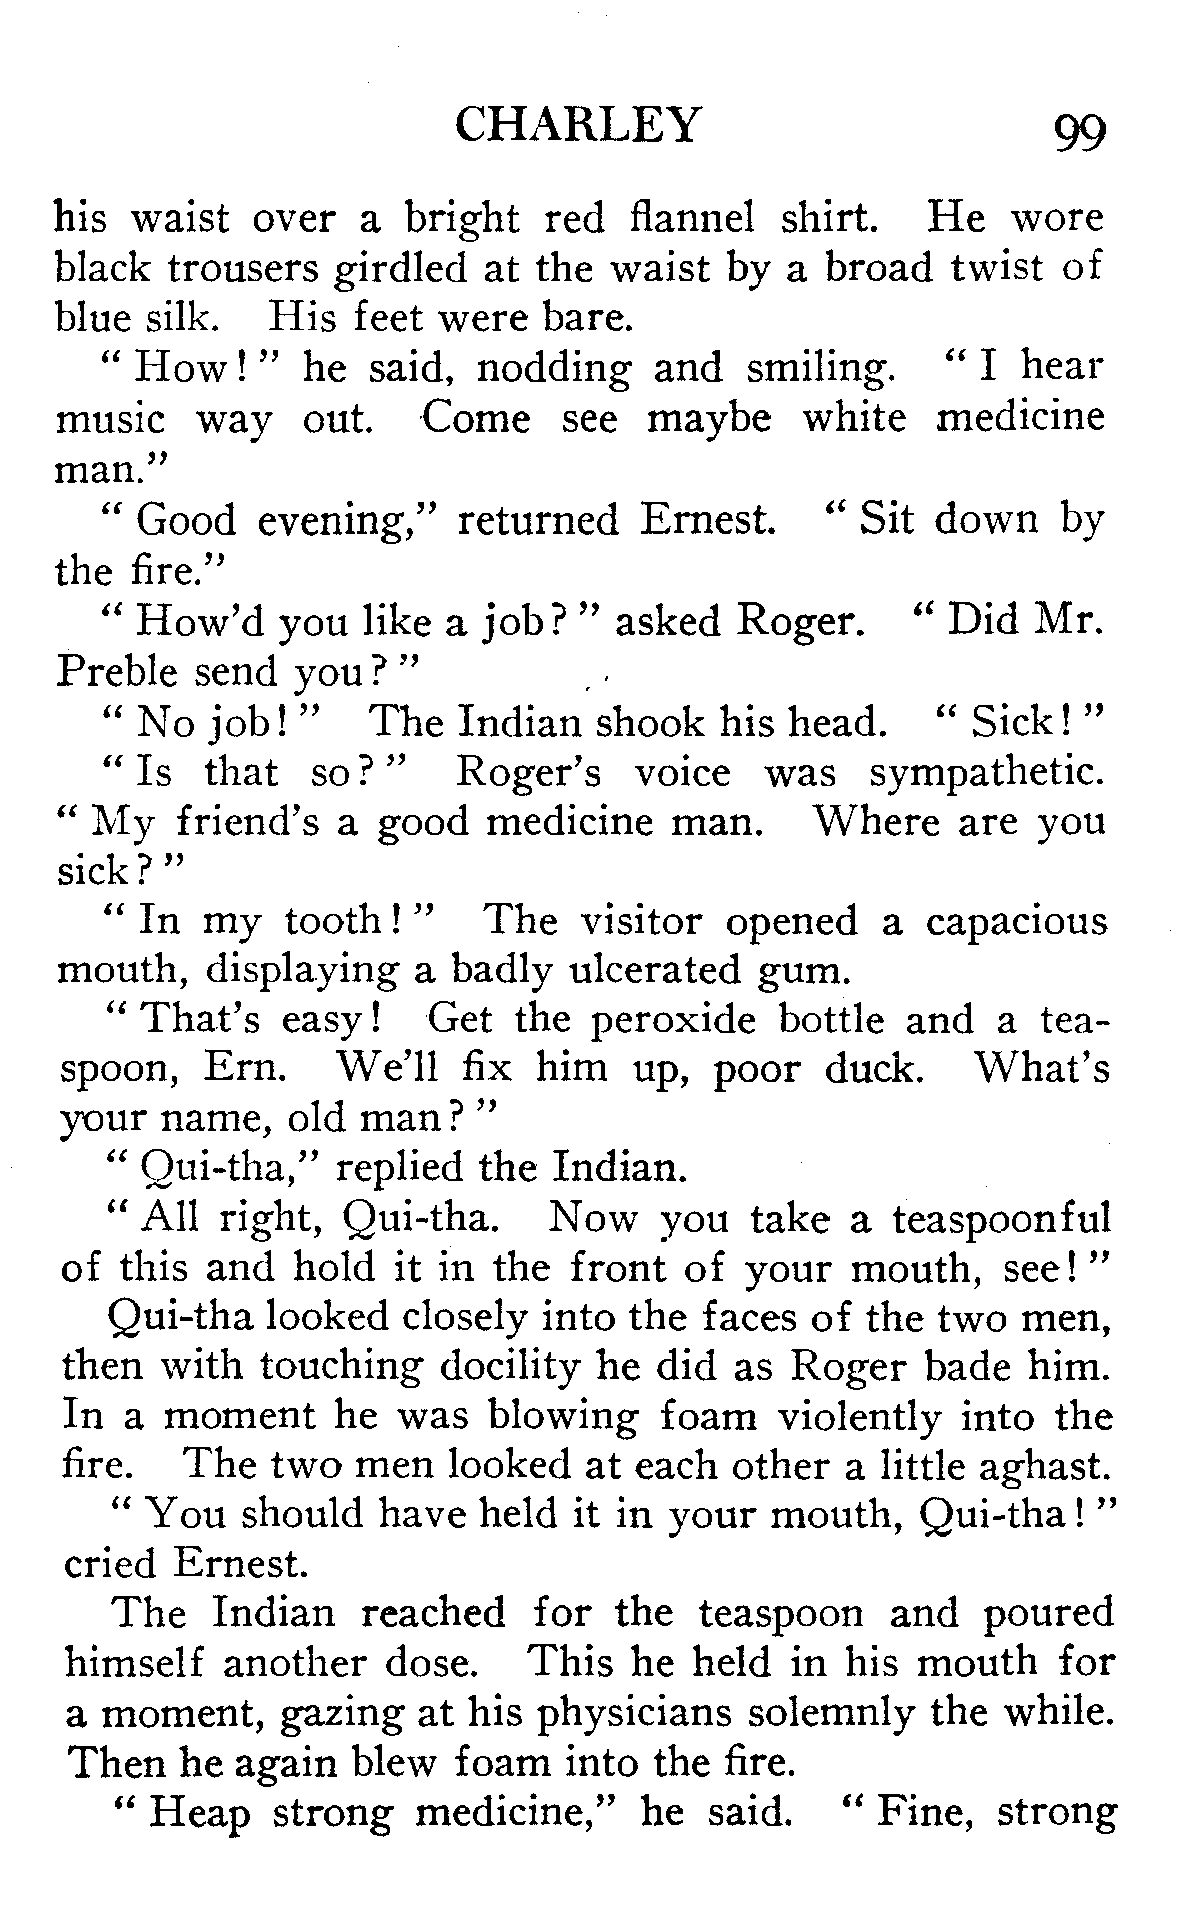 CHARLEY 99
his waist over a bright red flannel shirt. He wore
black trousers girdled at the waist by a broad twist of
blue silk. His feet were bare.
" How ! " he said, nodding and smiling. " I hear
music way out. Come see maybe white medicine
man."
" Good evening," returned Ernest. " Sit down by
the fire."
" How'd you like a job? " asked Roger. " Did Mr.
Preble send you? "
" No job! " The Indian shook his head. " Sick! "
" Is that so? " Roger's voice was sympathetic.
" My friend's a good medicine man. Where are you
sick? "
" In my tooth! " The visitor opened a capacious
mouth, displaying a badly ulcerated gum.
" That's easy! Get the peroxide bottle and a tea-
spoon, Ern. We'll fix him up, poor duck. What's
your name, old man? "
" Qui-tha," replied the Indian.
" All right, Qui-tha. Now you take a teaspoonful
of this and hold it in the front of your mouth, see! "
Qui-tha looked closely into the faces of the two men,
then with touching docility he did as Roger bade him.
In a moment he was blowing foam violently into the
fire. The two men looked at each other a little aghast.
" You should have held it in your mouth, Qui-tha! "
cried Ernest.
The Indian reached for the teaspoon and poured
himself another dose. This he held in his mouth for
a moment, gazing at his physicians solemnly the while.
Then he again blew foam into the fire.
" Heap strong medicine," he said. " Fine, strong